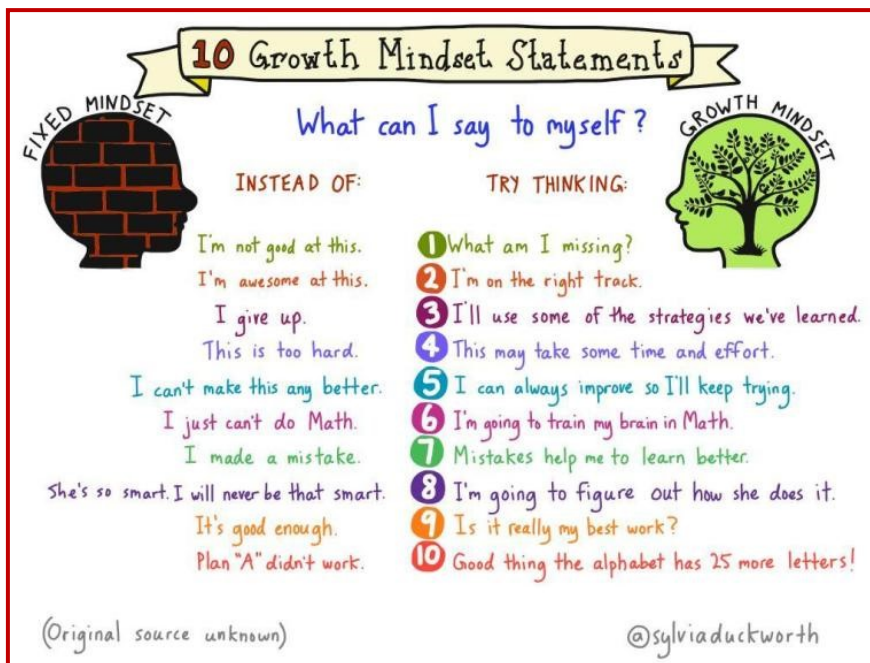 10 Growth Mindset Statements
FIXED MINDSET
What can I say to myself?
GROWTH MINDSET
INSTEAD OF: TRY THINKING:
I'm not good at this. 1 What am I missing?
I'm awesome at this. 2 I'm on the right track.
I give up. 3 I'll use some of the strategies we've learned.
This is too hard. 4 This may take some time and effort.
I can't make this any better. 5 I can always improve so I'll keep trying.
I just can't do Math. 6 I'm going to train my brain in Math.
I made a mistake. 7 Mistakes help me to learn better.
She's so smart. I will never be that smart. 8 I'm going to figure out how she does it.
It's good enough. 9 Is it really my best work?
Plan "A" didn't work. 10 Good thing the alphabet has 25 more letters!
(Original source unknown) @sylviaduckworth